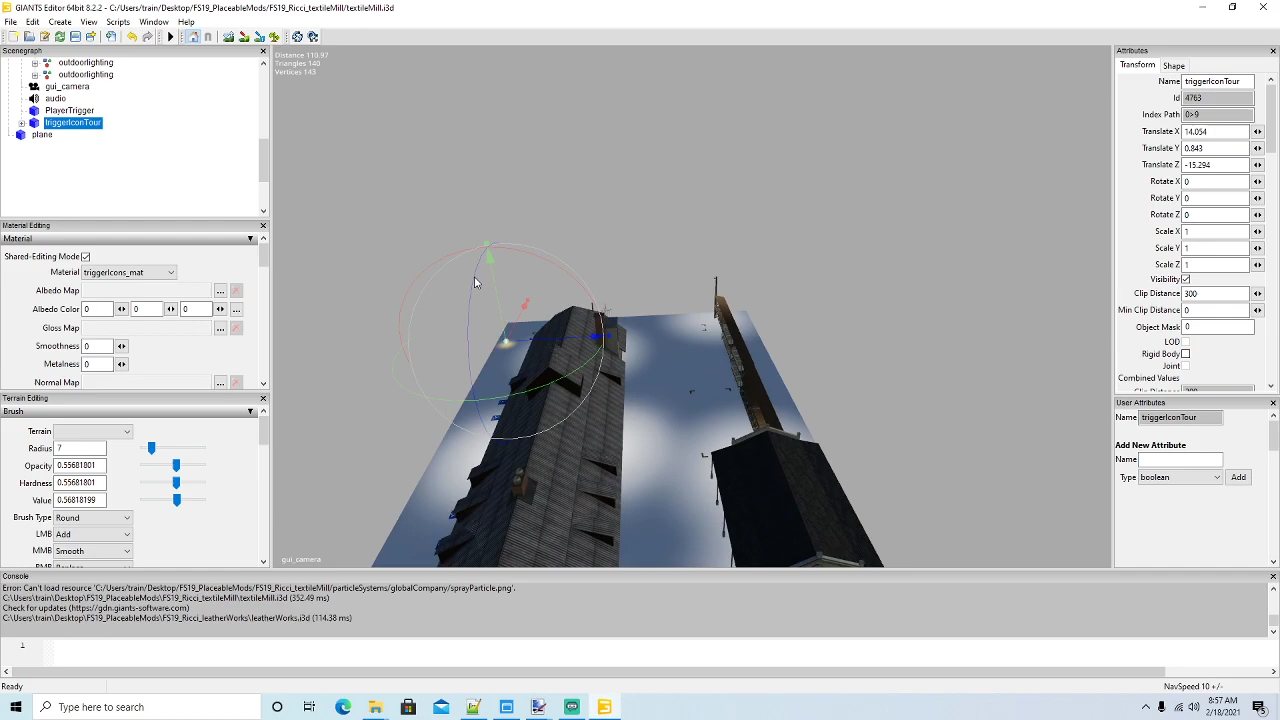 GIANTS Editor 64bit 8.2.2 - C:/Users/train/Desktop/FS19_PlaceableMods/FS19_Ricci_textileMill/textileMill.i3d
File Edit View Create Scripts Window Help
Scenegraph
outdoorlighting
outdoorlighting
gui_camera
audio
PlayerTrigger
triggerIconTour
plane
Material Editing
Material
Shared-Editing Mode
Material triggerIcons_mat
Albedo Map
Albedo Color 0 0 0
Gloss Map
Smoothness 0
Metalness 0
Normal Map
Terrain Editing
Brush
Terrain
Radius 7
Opacity 0.55681801
Hardness 0.55681801
Value 0.56818199
Brush Type Round
LMB Add
MMB Smooth
Distance 110.97
Triangles 140
Vertices 143
gui_camera
Attributes
Transform Shape
Name triggerIconTour
Id 4763
Index Path 0>9
Translate X 14.054
Translate Y 0.843
Translate Z -15.294
Rotate X 0
Rotate Y 0
Rotate Z 0
Scale X 1
Scale Y 1
Scale Z 1
Visibility
Clip Distance 300
Min Clip Distance 0
Object Mask 0
LOD
Rigid Body
Joint
Combined Values
User Attributes
Name triggerIconTour
Add New Attribute
Name
Type boolean Add
Console
Error: Can't load resource 'C:/Users/train/Desktop/FS19_PlaceableMods/FS19_Ricci_textileMill/particleSystems/globalCompany/sprayParticle.png'.
C:\Users\train\Desktop\FS19_PlaceableMods\FS19_Ricci_textileMill\textileMill.i3d (352.49 ms)
Check for updates (https://gdn.giants-software.com)
C:\Users\train\Desktop\FS19_PlaceableMods\FS19_Ricci_leatherWorks\leatherWorks.i3d (114.38 ms)
1
Ready
NavSpeed 10 +/-
Type here to search
8:57 AM
2/18/2021